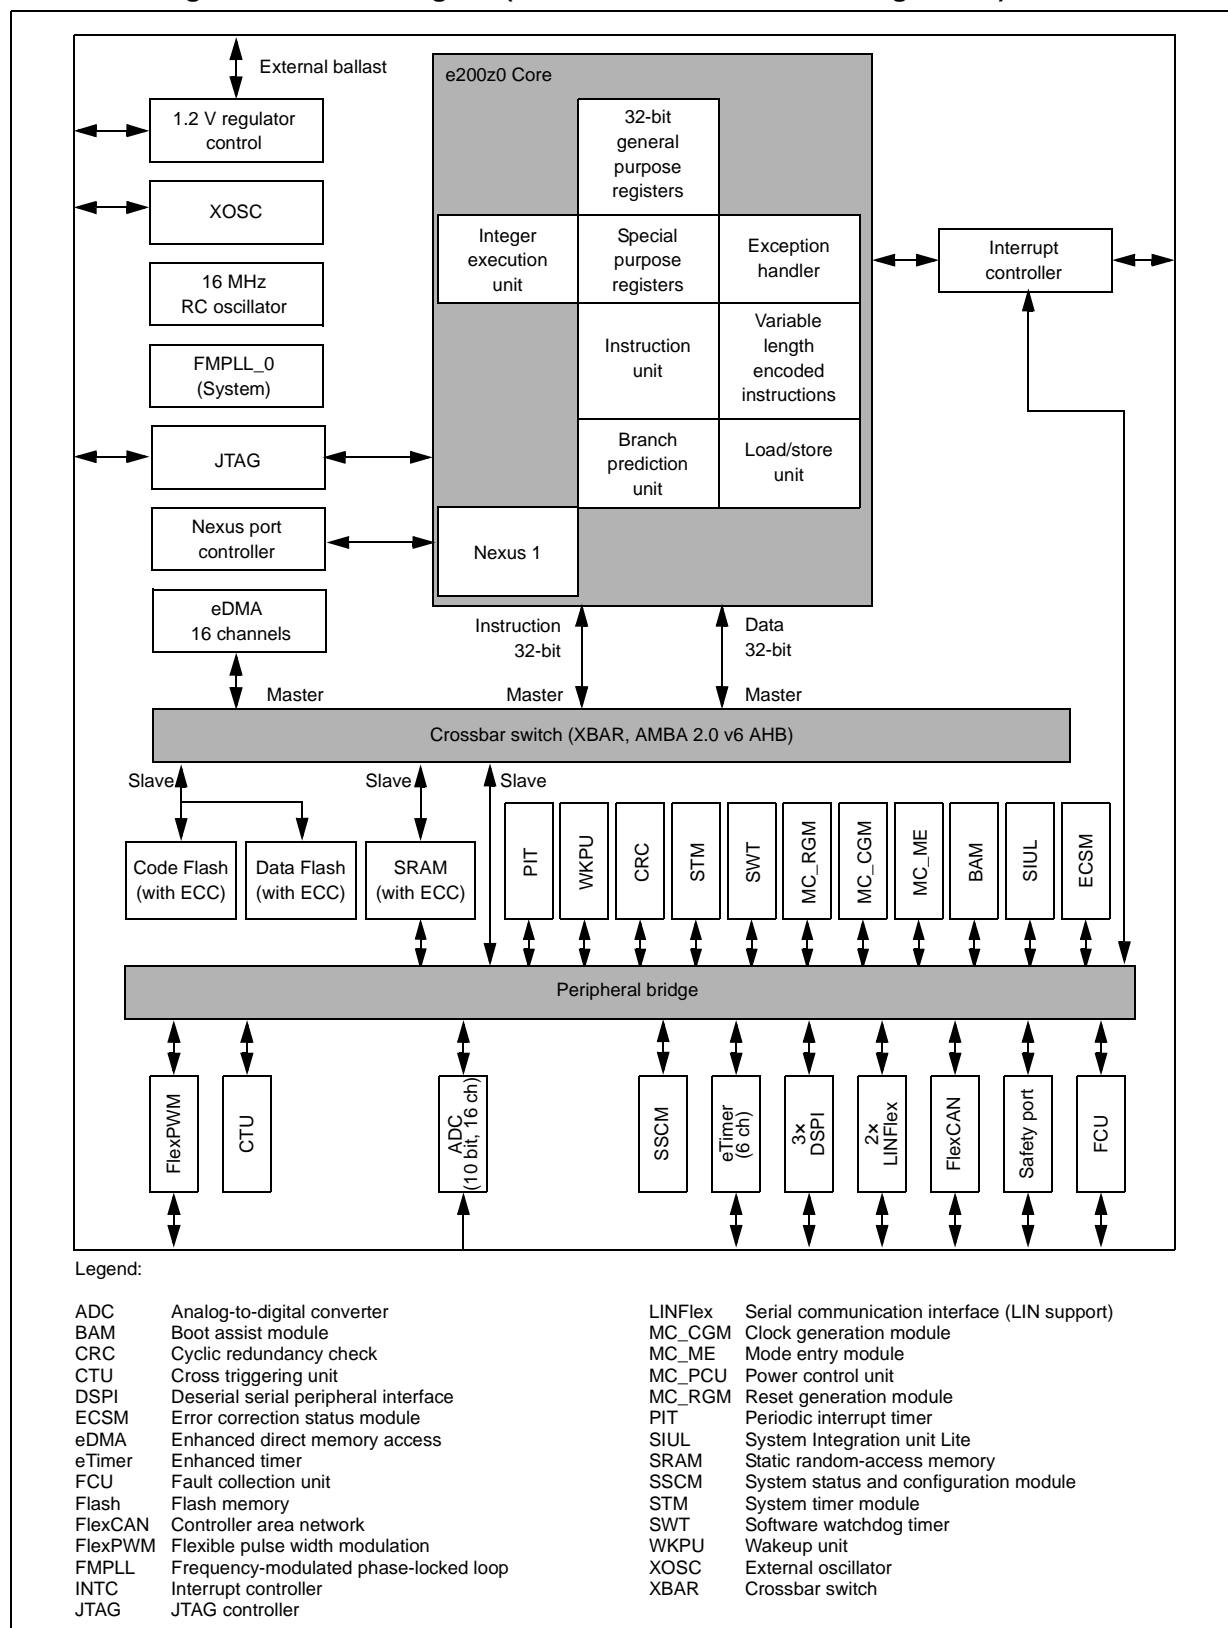 External ballast
e200z0 Core
1.2 V regulator
control
XOSC
16 MHz
RC oscillator
FMPLL_0
(System)
JTAG
Nexus port
controller
eDMA
16 channels
32-bit
general
purpose
registers
Integer
execution
unit
Special
purpose
registers
Exception
handler
Instruction
unit
Variable
length
encoded
instructions
Branch
prediction
unit
Load/store
unit
Nexus 1
Interrupt
controller
Instruction
32-bit
Data
32-bit
Master
Master
Master
Crossbar switch (XBAR, AMBA 2.0 v6 AHB)
Slave
Slave
Slave
Code Flash
(with ECC)
Data Flash
(with ECC)
SRAM
(with ECC)
PIT
WKPU
CRC
STM
SWT
MC_RGM
MC_CGM
MC_ME
BAM
SIUL
ECSM
Peripheral bridge
FlexPWM
CTU
ADC
(10 bit, 16 ch)
SSCM
eTimer
(6 ch)
3×
DSPI
2×
LINFlex
FlexCAN
Safety port
FCU
Legend:
ADC Analog-to-digital converter
BAM Boot assist module
CRC Cyclic redundancy check
CTU Cross triggering unit
DSPI Deserial serial peripheral interface
ECSM Error correction status module
eDMA Enhanced direct memory access
eTimer Enhanced timer
FCU Fault collection unit
Flash Flash memory
FlexCAN Controller area network
FlexPWM Flexible pulse width modulation
FMPLL Frequency-modulated phase-locked loop
INTC Interrupt controller
JTAG JTAG controller
LINFlex Serial communication interface (LIN support)
MC_CGM Clock generation module
MC_ME Mode entry module
MC_PCU Power control unit
MC_RGM Reset generation module
PIT Periodic interrupt timer
SIUL System Integration unit Lite
SRAM Static random-access memory
SSCM System status and configuration module
STM System timer module
SWT Software watchdog timer
WKPU Wakeup unit
XOSC External oscillator
XBAR Crossbar switch